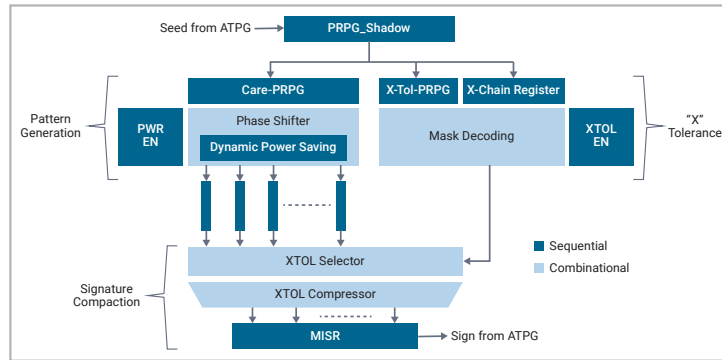 Seed from ATPG
PRPG_Shadow
Care-PRPG
X-Tol-PRPG
X-Chain Register
Pattern
Generation
PWR
EN
Phase Shifter
Dynamic Power Saving
Mask Decoding
XTOL
EN
"X"
Tolerance
XTOL Selector
Sequential
Combinational
Signature
Compaction
XTOL Compressor
MISR
Sign from ATPG